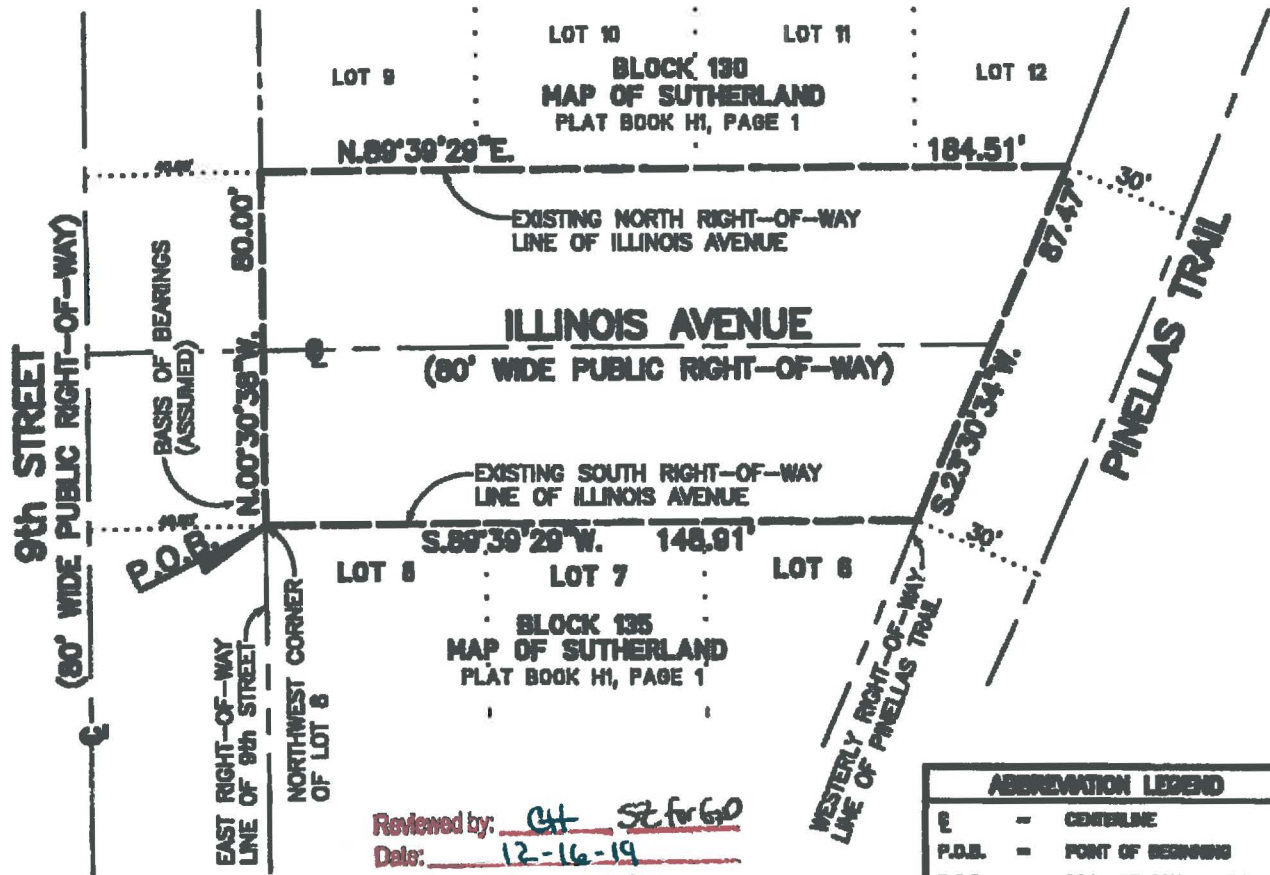 LOT 9
LOT 10
LOT 11
LOT 12
BLOCK 130
MAP OF SUTHERLAND
PLAT BOOK H1, PAGE 1
N.89°39'29"E.
184.51'
30'
EXISTING NORTH RIGHT-OF-WAY
LINE OF ILLINOIS AVENUE
80.00'
N.00°30'38"W.
BASIS OF BEARINGS
(ASSUMED)
87.47'
S.23°30'34"W.
PINELLAS TRAIL
9th STREET
(80' WIDE PUBLIC RIGHT-OF-WAY)
ILLINOIS AVENUE
(80' WIDE PUBLIC RIGHT-OF-WAY)
EXISTING SOUTH RIGHT-OF-WAY
LINE OF ILLINOIS AVENUE
S.89°39'29"W.
148.91'
30'
P.O.B.
LOT
LOT 7
LOT 6
BLOCK 135
MAP OF SUTHERLAND
PLAT BOOK H1, PAGE 1
EAST RIGHT-OF-WAY
LINE OF 9th STREET
NORTHWEST CORNER
OF LOT 8
WESTERLY RIGHT-OF-WAY
LINE OF PINELLAS TRAIL
Reviewed by: CH SZ for GD
Date: 12-16-19
ABBREVIATION LEGEND
℄ = CENTERLINE
P.O.B. = POINT OF BEGINNING